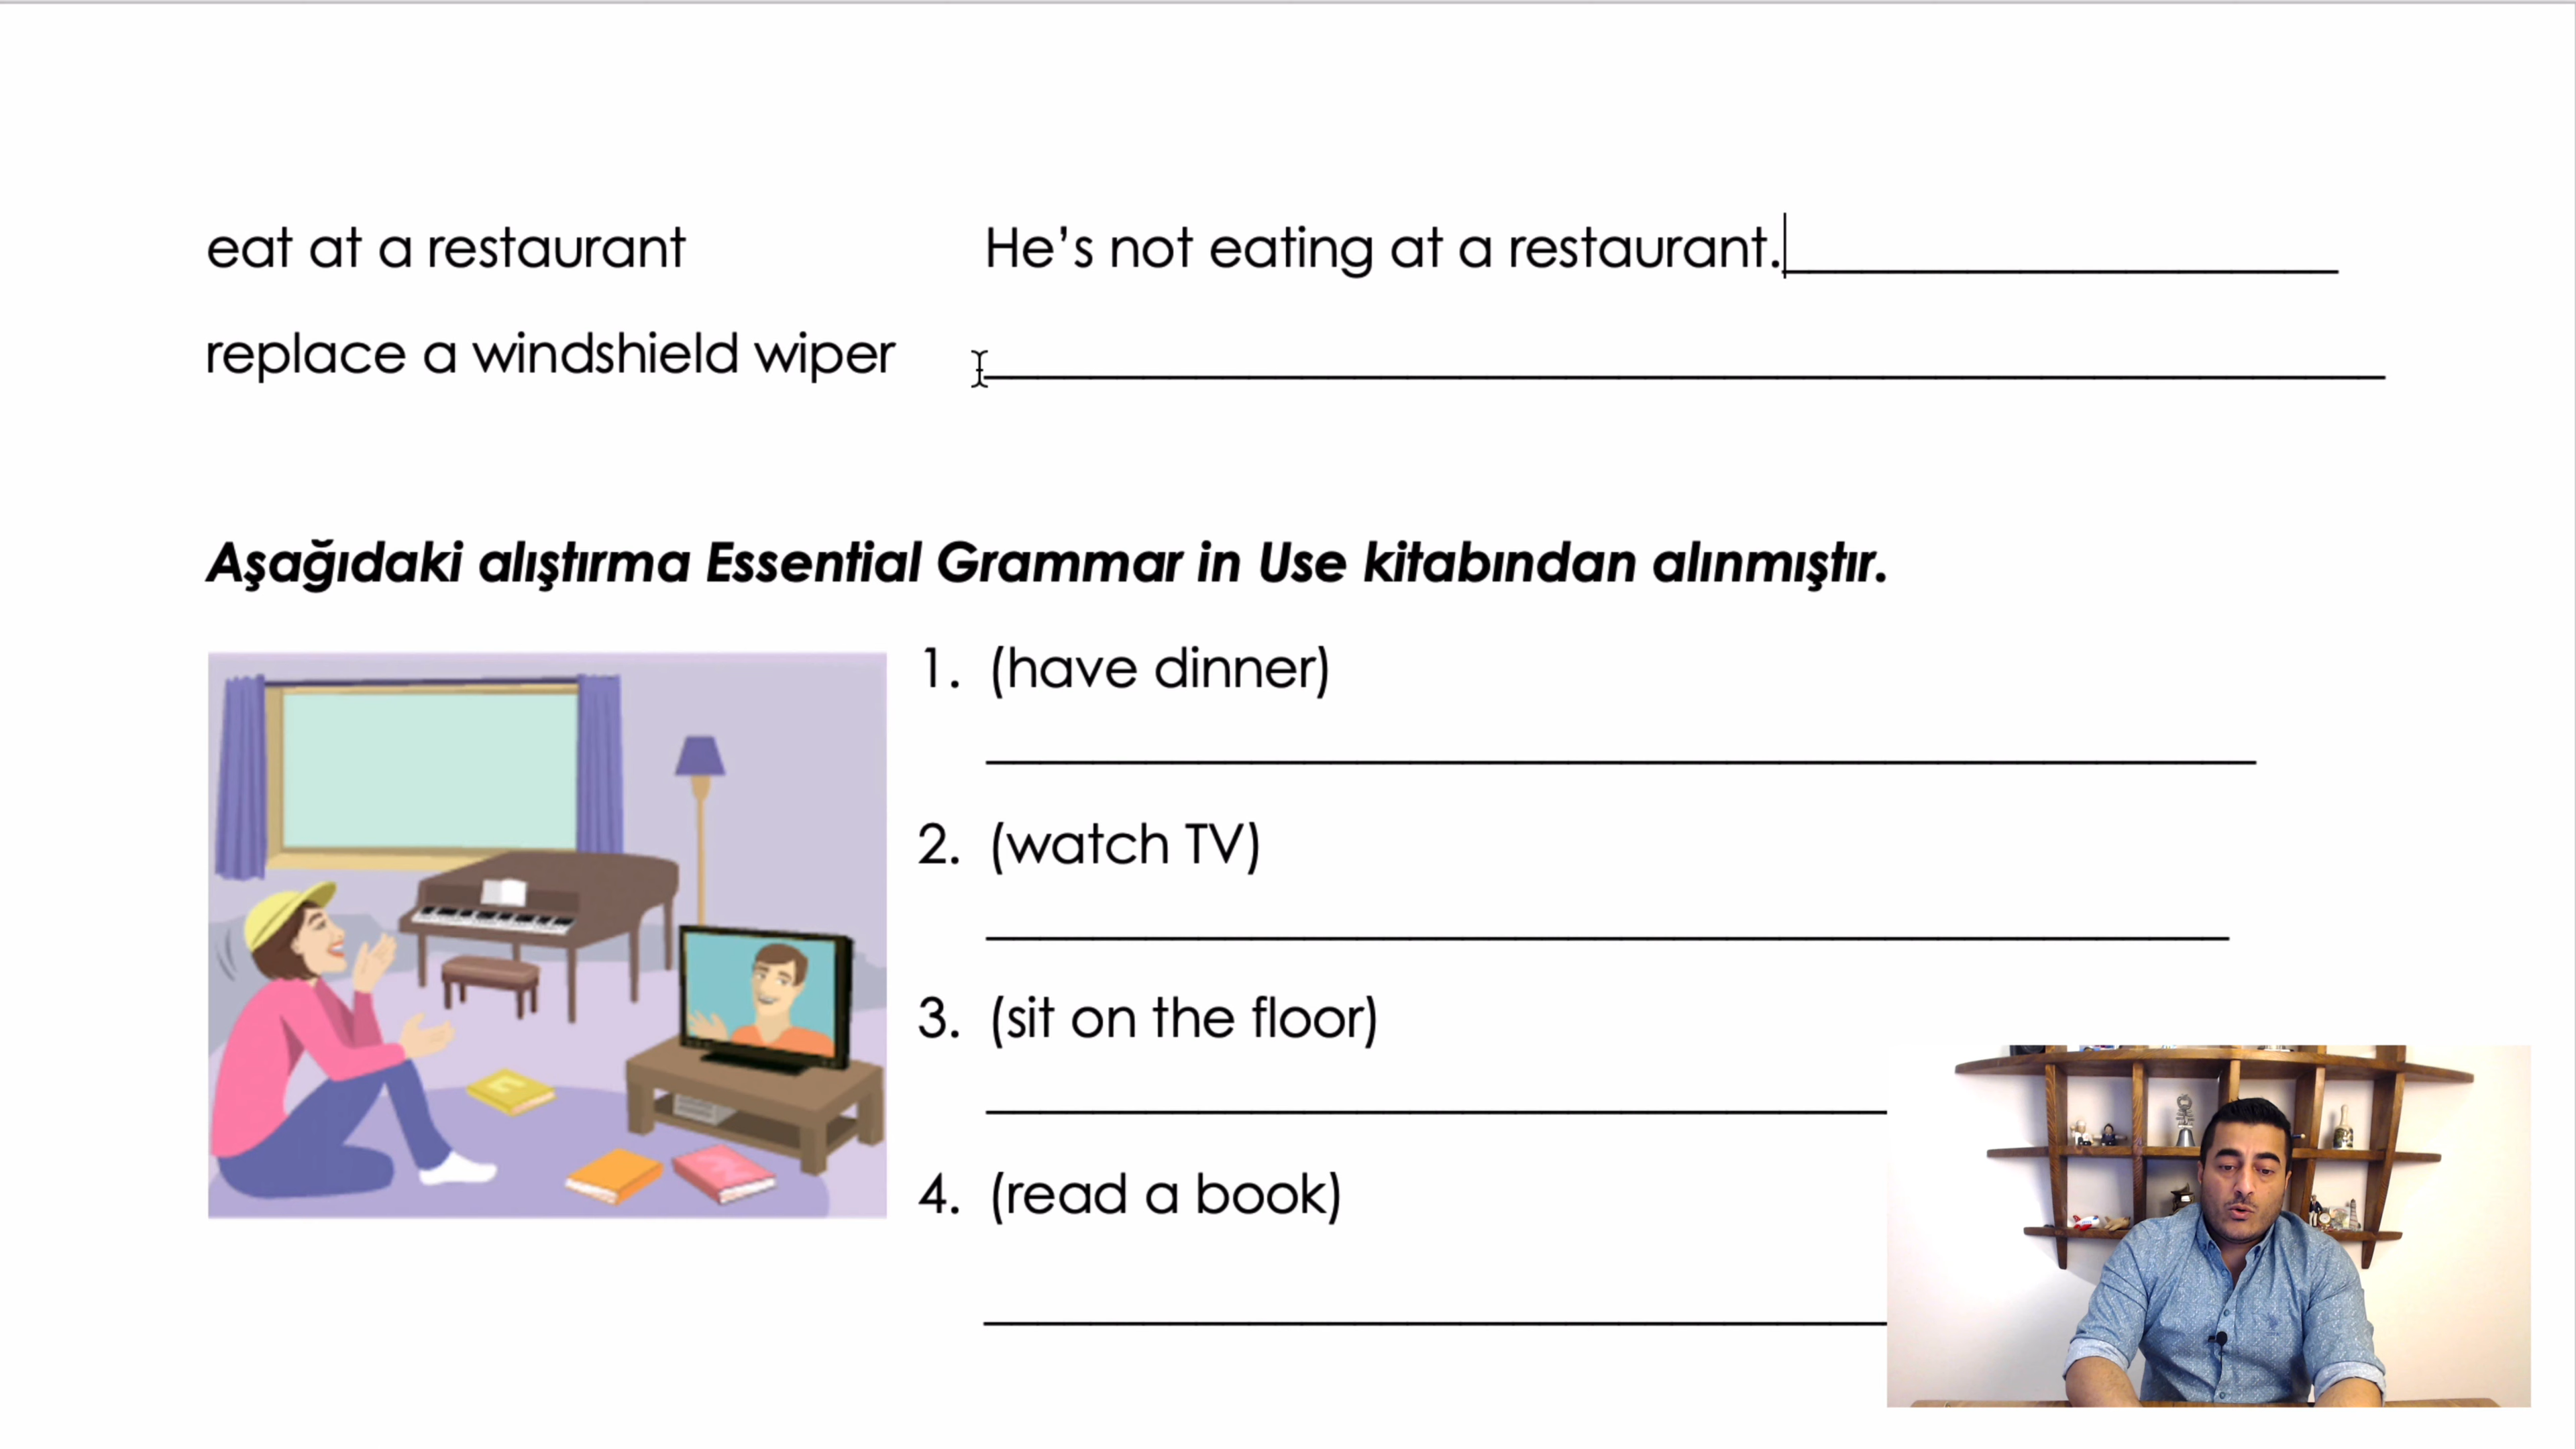 eat at a restaurant He’s not eating at a restaurant.
replace a windshield wiper
Aşağıdaki alıştırma Essential Grammar in Use kitabından alınmıştır.
1. (have dinner)
2. (watch TV)
3. (sit on the floor)
4. (read a book)